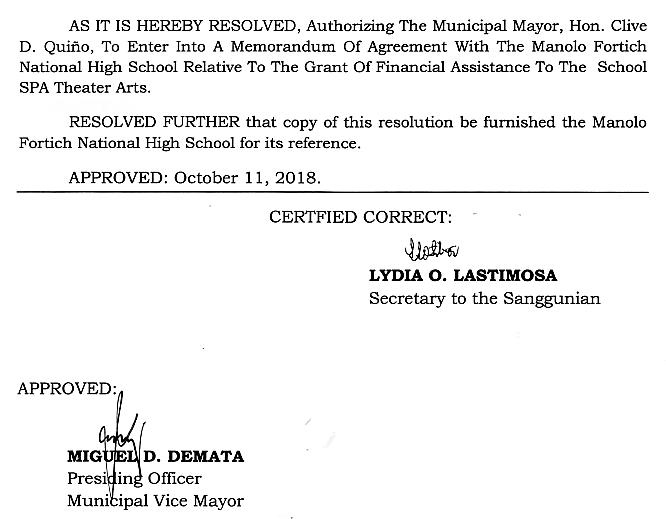 AS IT IS HEREBY RESOLVED, Authorizing The Municipal Mayor, Hon. Clive
D. Quiño, To Enter Into A Memorandum Of Agreement With The Manolo Fortich
National High School Relative To The Grant Of Financial Assistance To The School
SPA Theater Arts.
RESOLVED FURTHER that copy of this resolution be furnished the Manolo
Fortich National High School for its reference.
APPROVED: October 11, 2018.
CERTFIED CORRECT:
LYDIA O. LASTIMOSA
Secretary to the Sanggunian
APPROVED:
MIGUEL D. DEMATA
Presiding Officer
Municipal Vice Mayor